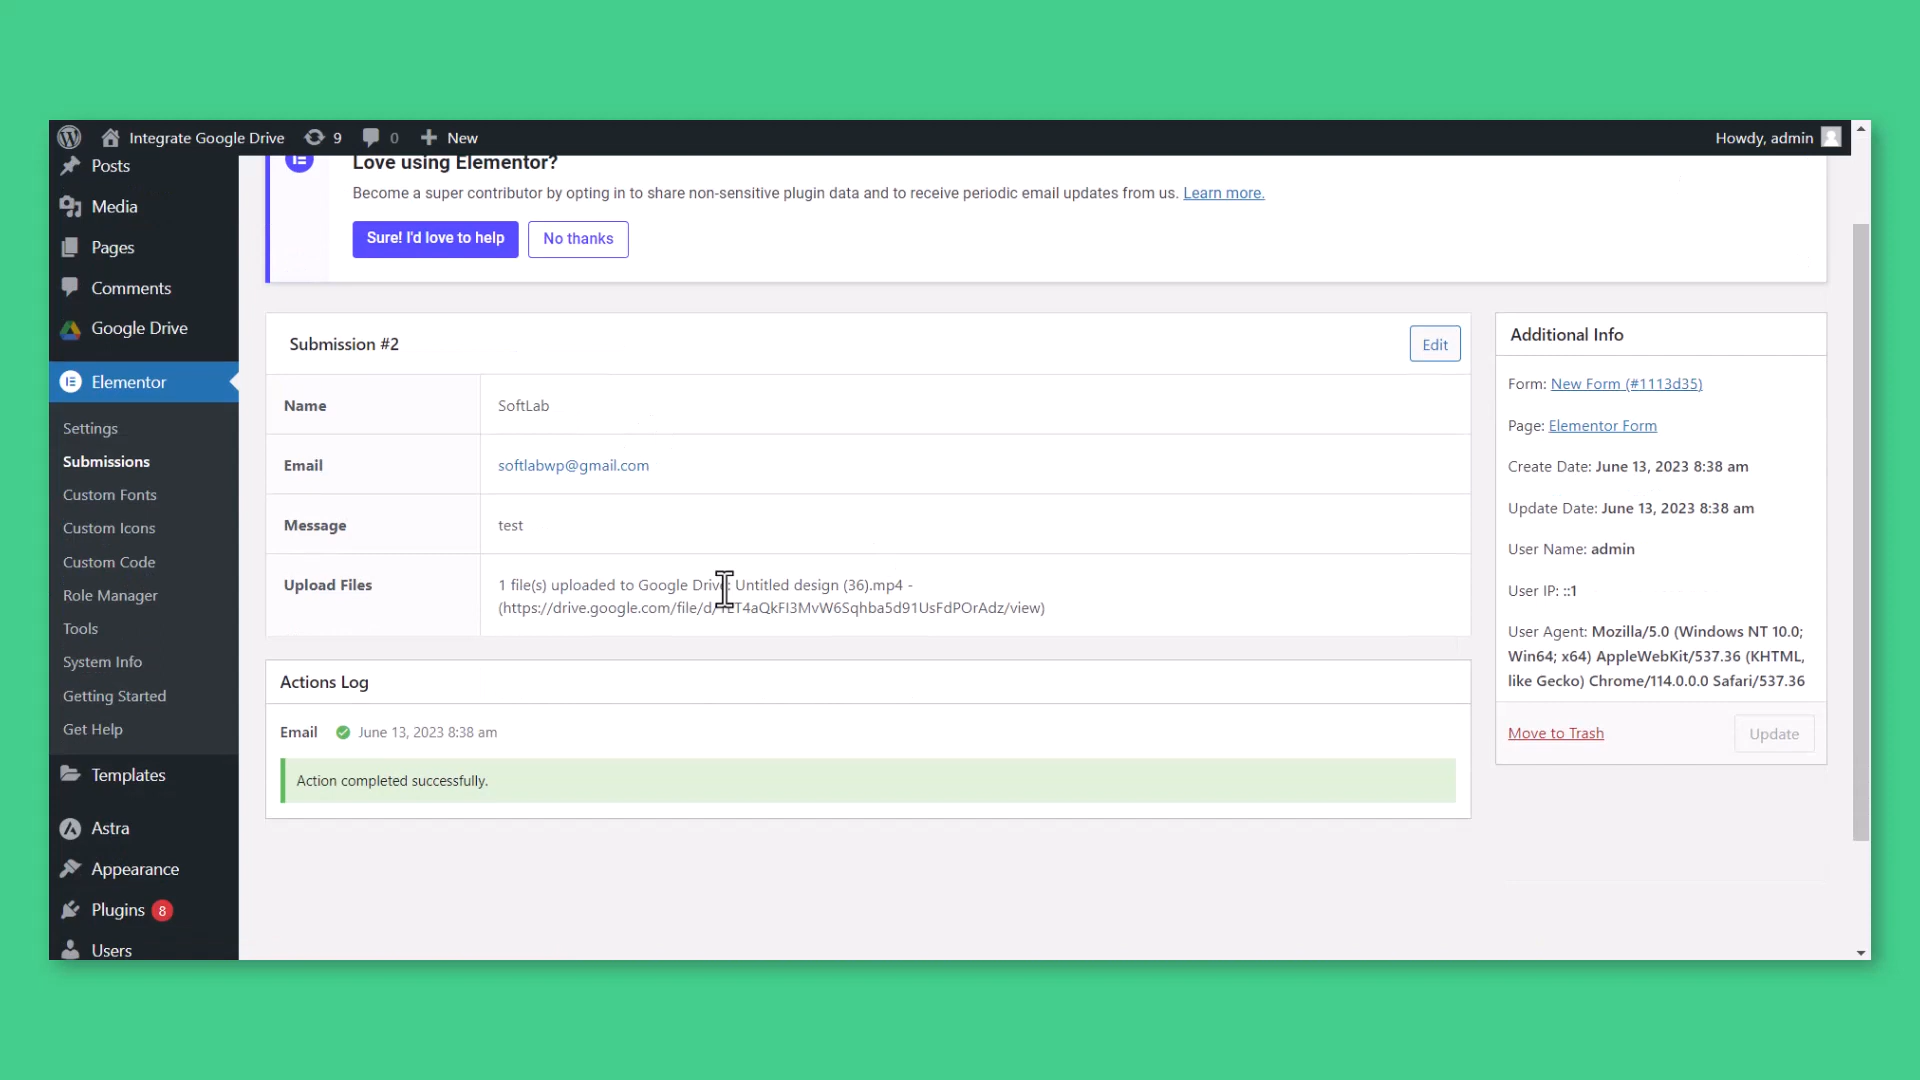 Integrate Google Drive
9
0
New
Howdy, admin
Posts
Media
Pages
Comments
Google Drive
Elementor
Settings
Submissions
Custom Fonts
Custom Icons
Custom Code
Role Manager
Tools
System Info
Getting Started
Get Help
Templates
Astra
Appearance
Plugins 8
Users
Love using Elementor?
Become a super contributor by opting in to share non-sensitive plugin data and to receive periodic email updates from us. Learn more.
Sure! I'd love to help
No thanks
Submission #2
Edit
Name
SoftLab
Email
softlabwp@gmail.com
Message
test
Upload Files
1 file(s) uploaded to Google Drive: Untitled design (36).mp4 -
Actions Log
Email
June 13, 2023 8:38 am
Action completed successfully.
Additional Info
Form: New Form (#1113d35)
Page: Elementor Form
Create Date: June 13, 2023 8:38 am
Update Date: June 13, 2023 8:38 am
User Name: admin
User IP: ::1
User Agent: Mozilla/5.0 (Windows NT 10.0;
Win64; x64) AppleWebKit/537.36 (KHTML,
like Gecko) Chrome/114.0.0.0 Safari/537.36
Move to Trash
Update